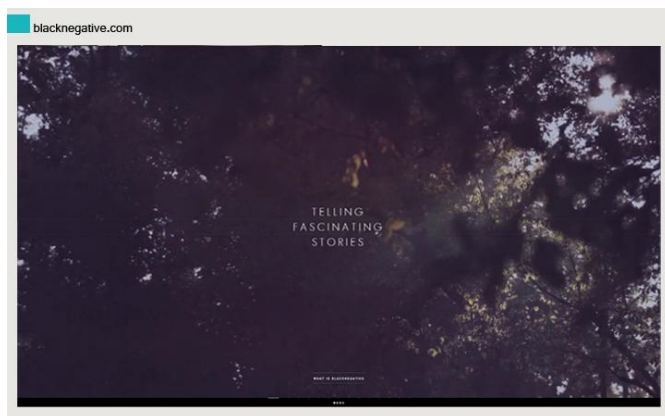 blacknegative.com
TELLING
FASCINATING
STORIES
WHAT IS BLACKNEGATIVE